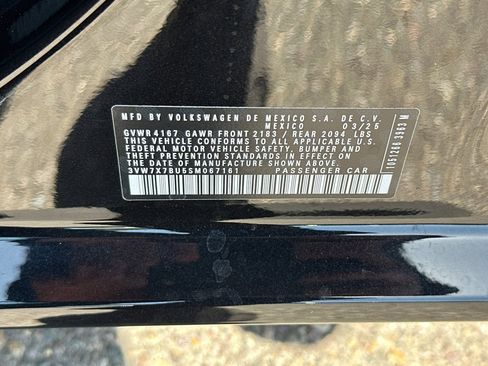 MFD BY VOLKSWAGEN DE MEXICO S.A. DE C.V.
MEXICO 03/25
GVWR 4167 GAWR FRONT 2183 / REAR 2094 LBS
THIS VEHICLE CONFORMS TO ALL APPLICABLE U.S.
FEDERAL MOTOR VEHICLE SAFETY, BUMPER AND
THEFT PREVENTION STANDARDS IN EFFECT ON
THE DATE OF MANUFACTURE SHOWN ABOVE.
3VW7X7BU5SM067161 PASSENGER CAR